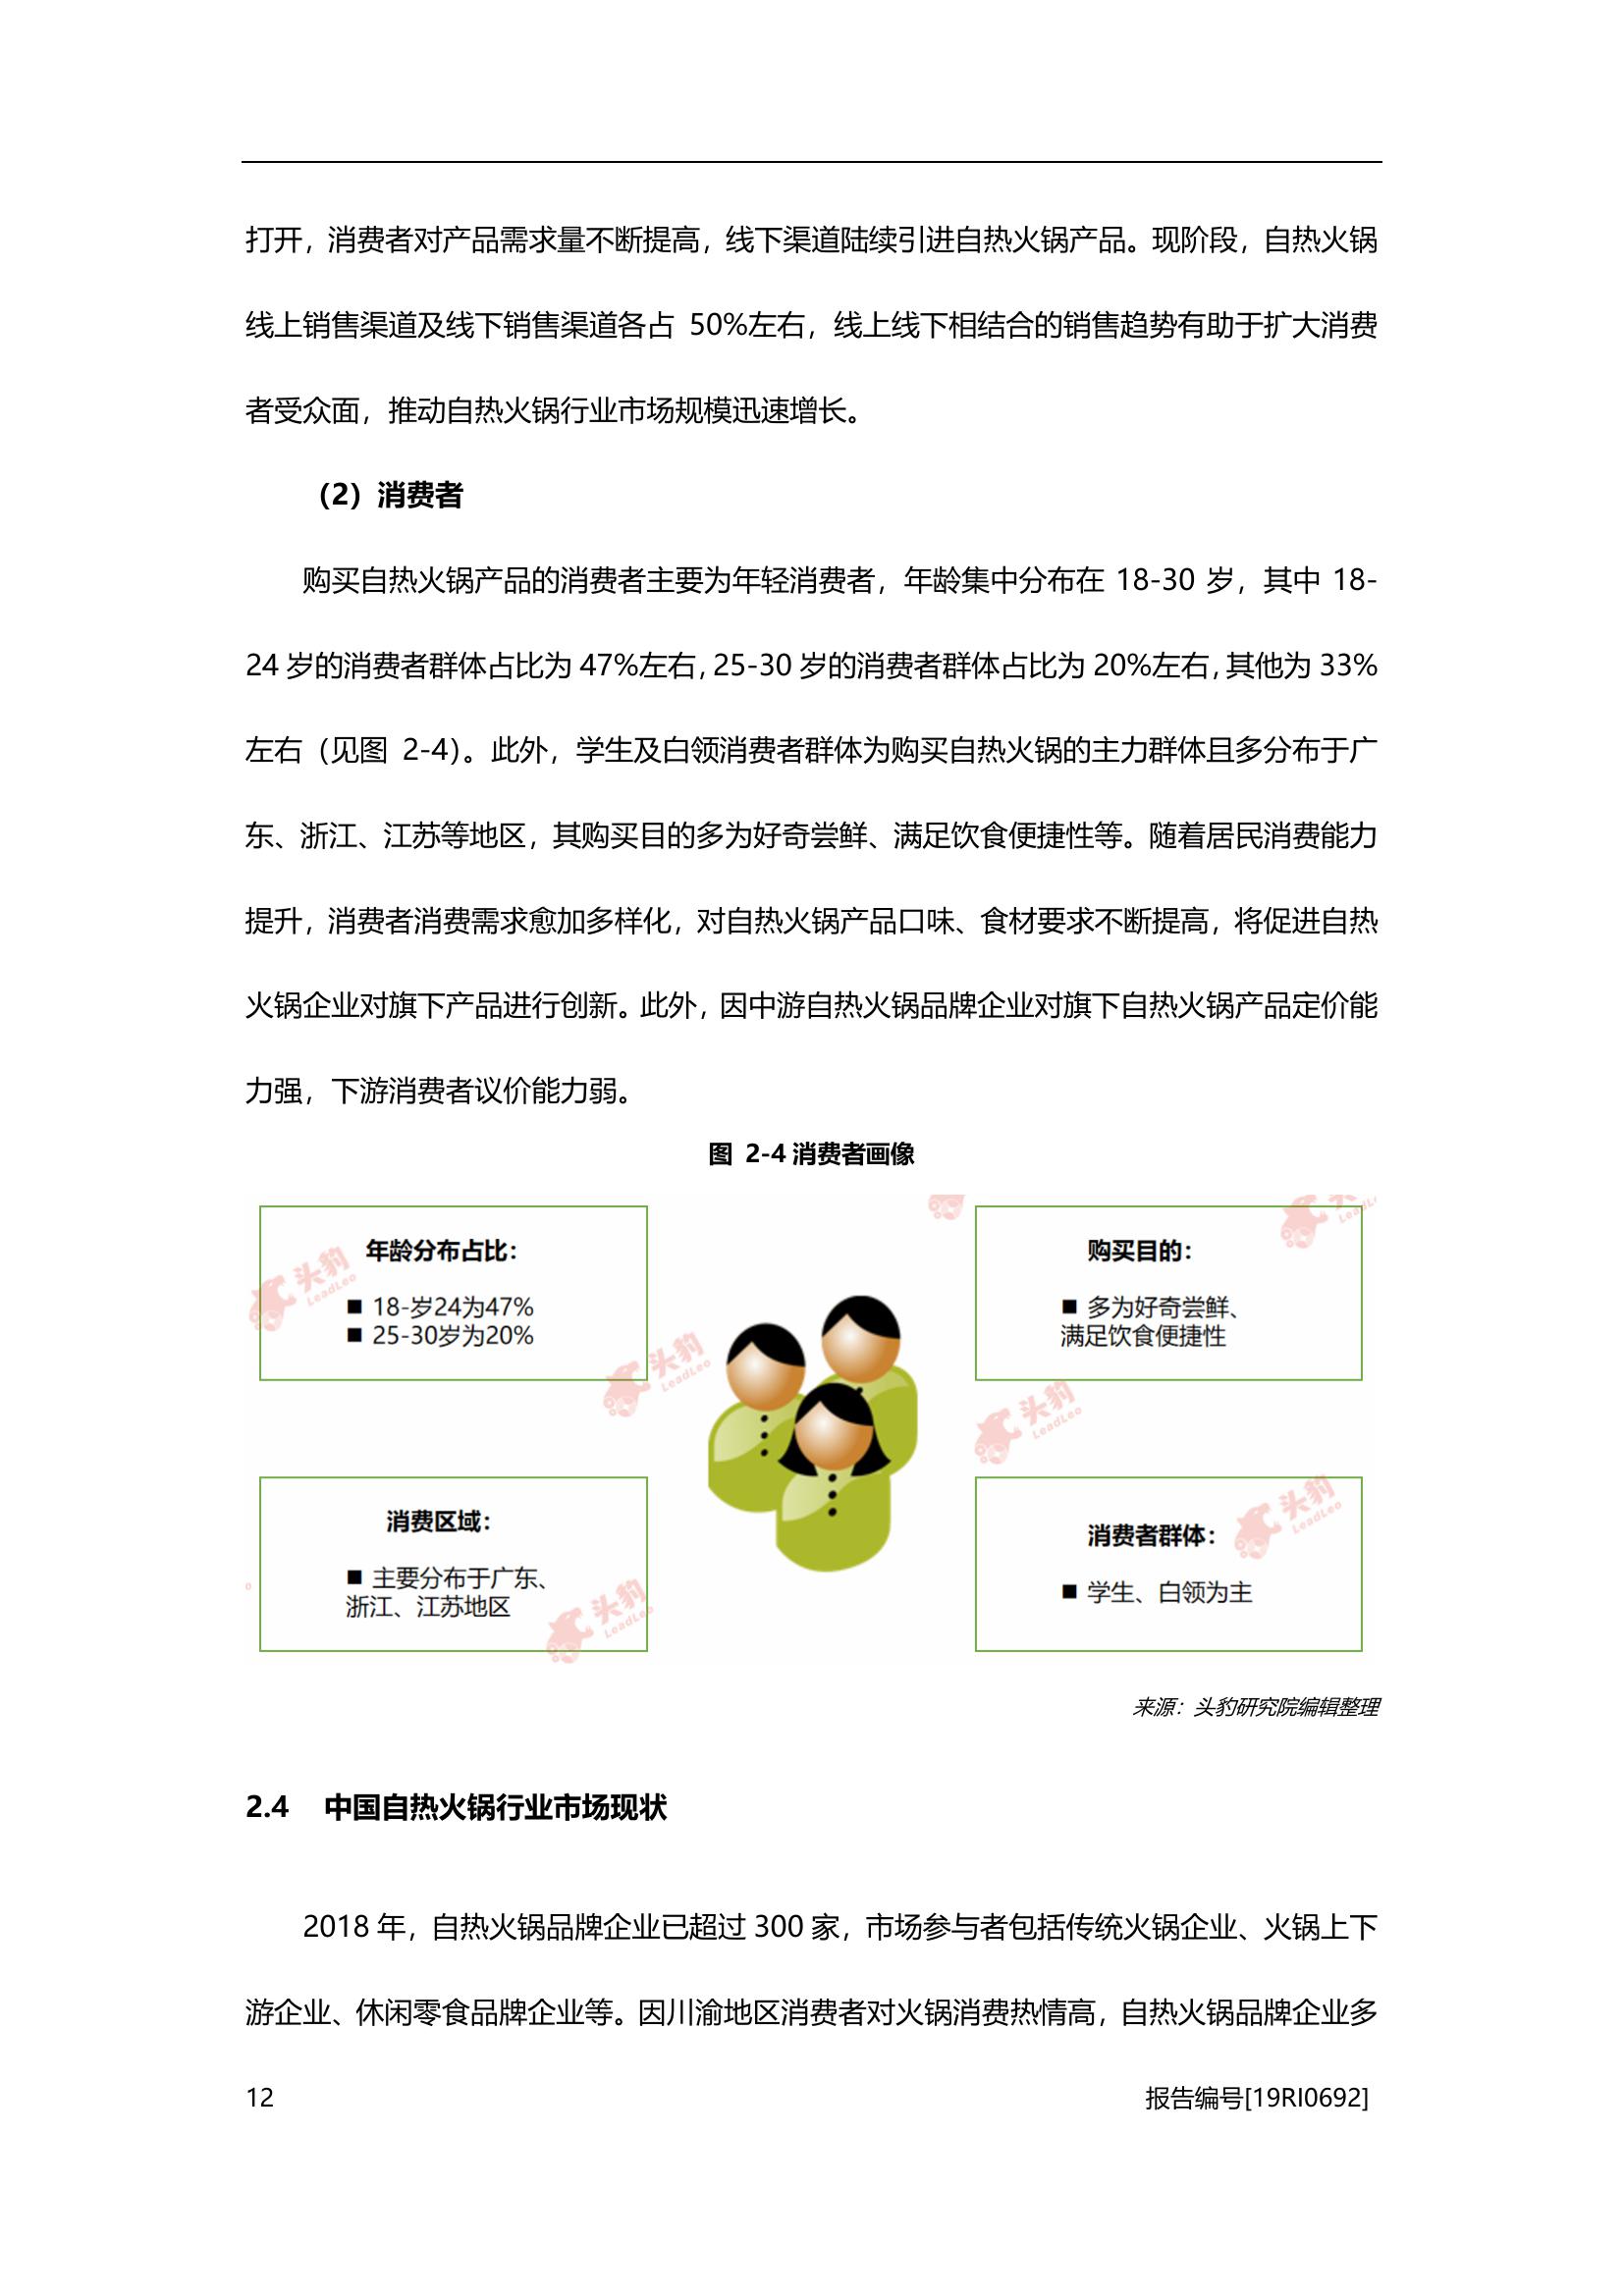 打开，消费者对产品需求量不断提高，线下渠道陆续引进自热火锅产品。现阶段，自热火锅
线上销售渠道及线下销售渠道各占 50%左右，线上线下相结合的销售趋势有助于扩大消费
者受众面，推动自热火锅行业市场规模迅速增长。
（2）消费者
购买自热火锅产品的消费者主要为年轻消费者，年龄集中分布在 18-30 岁，其中 18-
24 岁的消费者群体占比为 47%左右，25-30 岁的消费者群体占比为 20%左右，其他为 33%
左右（见图 2-4）。此外，学生及白领消费者群体为购买自热火锅的主力群体且多分布于广
东、浙江、江苏等地区，其购买目的多为好奇尝鲜、满足饮食便捷性等。随着居民消费能力
提升，消费者消费需求愈加多样化，对自热火锅产品口味、食材要求不断提高，将促进自热
火锅企业对旗下产品进行创新。此外，因中游自热火锅品牌企业对旗下自热火锅产品定价能
力强，下游消费者议价能力弱。
图 2-4 消费者画像
年龄分布占比：
■ 18-岁24为47%
■ 25-30岁为20%
购买目的：
■ 多为好奇尝鲜、
满足饮食便捷性
消费区域：
■ 主要分布于广东、
浙江、江苏地区
消费者群体：
■ 学生、白领为主
头豹
LeadLeo
头豹
LeadLeo
头豹
LeadLeo
头豹
LeadLeo
头豹
LeadLeo
来源：头豹研究院编辑整理
2.4 中国自热火锅行业市场现状
2018 年，自热火锅品牌企业已超过 300 家，市场参与者包括传统火锅企业、火锅上下
游企业、休闲零食品牌企业等。因川渝地区消费者对火锅消费热情高，自热火锅品牌企业多
12
报告编号[19RI0692]